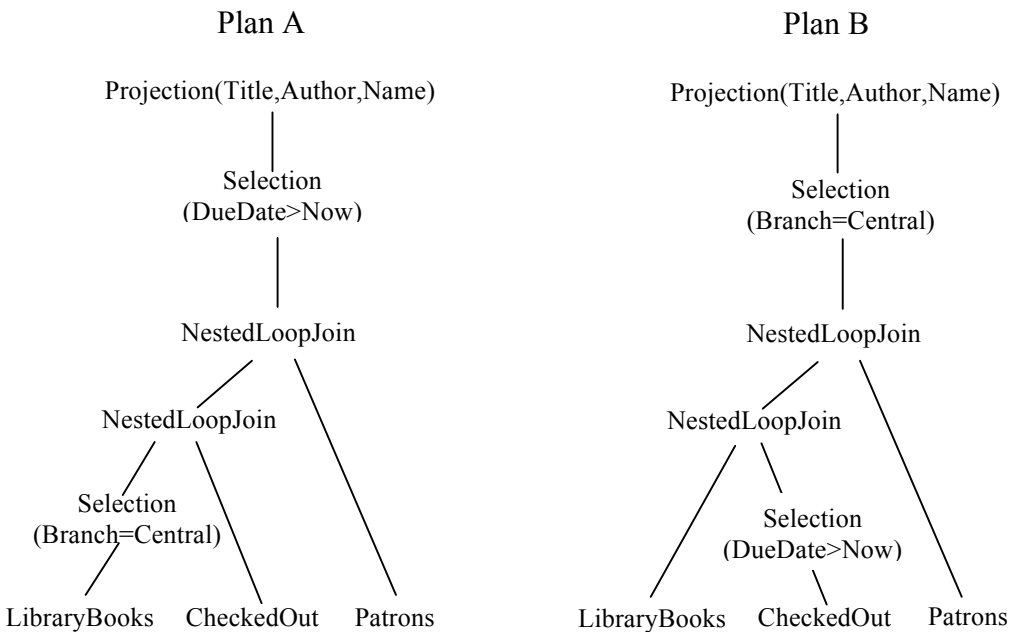 Plan A
Projection(Title,Author,Name)
Selection
(DueDate>Now)
NestedLoopJoin
NestedLoopJoin
Selection
(Branch=Central)
LibraryBooks CheckedOut Patrons
Plan B
Projection(Title,Author,Name)
Selection
(Branch=Central)
NestedLoopJoin
NestedLoopJoin
Selection
(DueDate>Now)
LibraryBooks CheckedOut Patrons